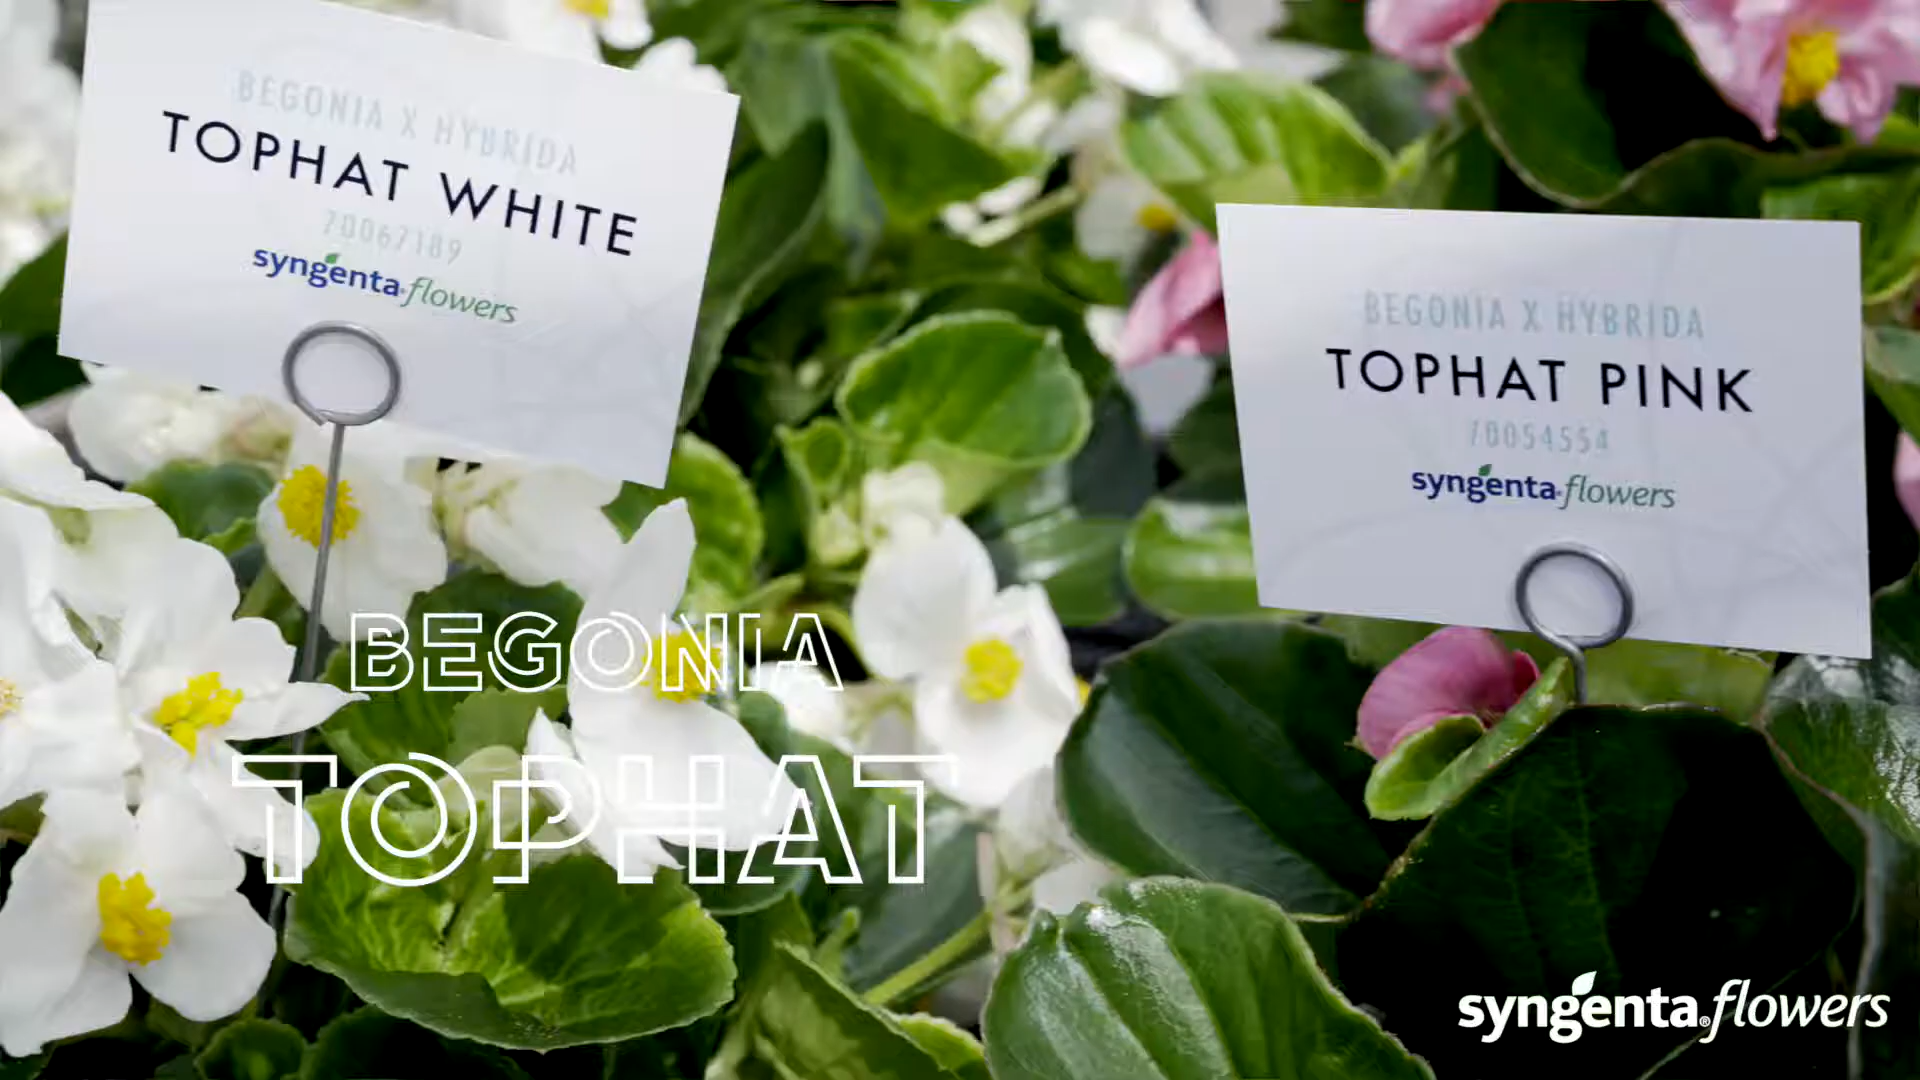 BEGONIA X HYBRIDA
TOPHAT WHITE
70067189
syngenta flowers
BEGONIA X HYBRIDA
TOPHAT PINK
70054554
syngenta flowers
BEGONIA
TOPHAT
syngenta® flowers